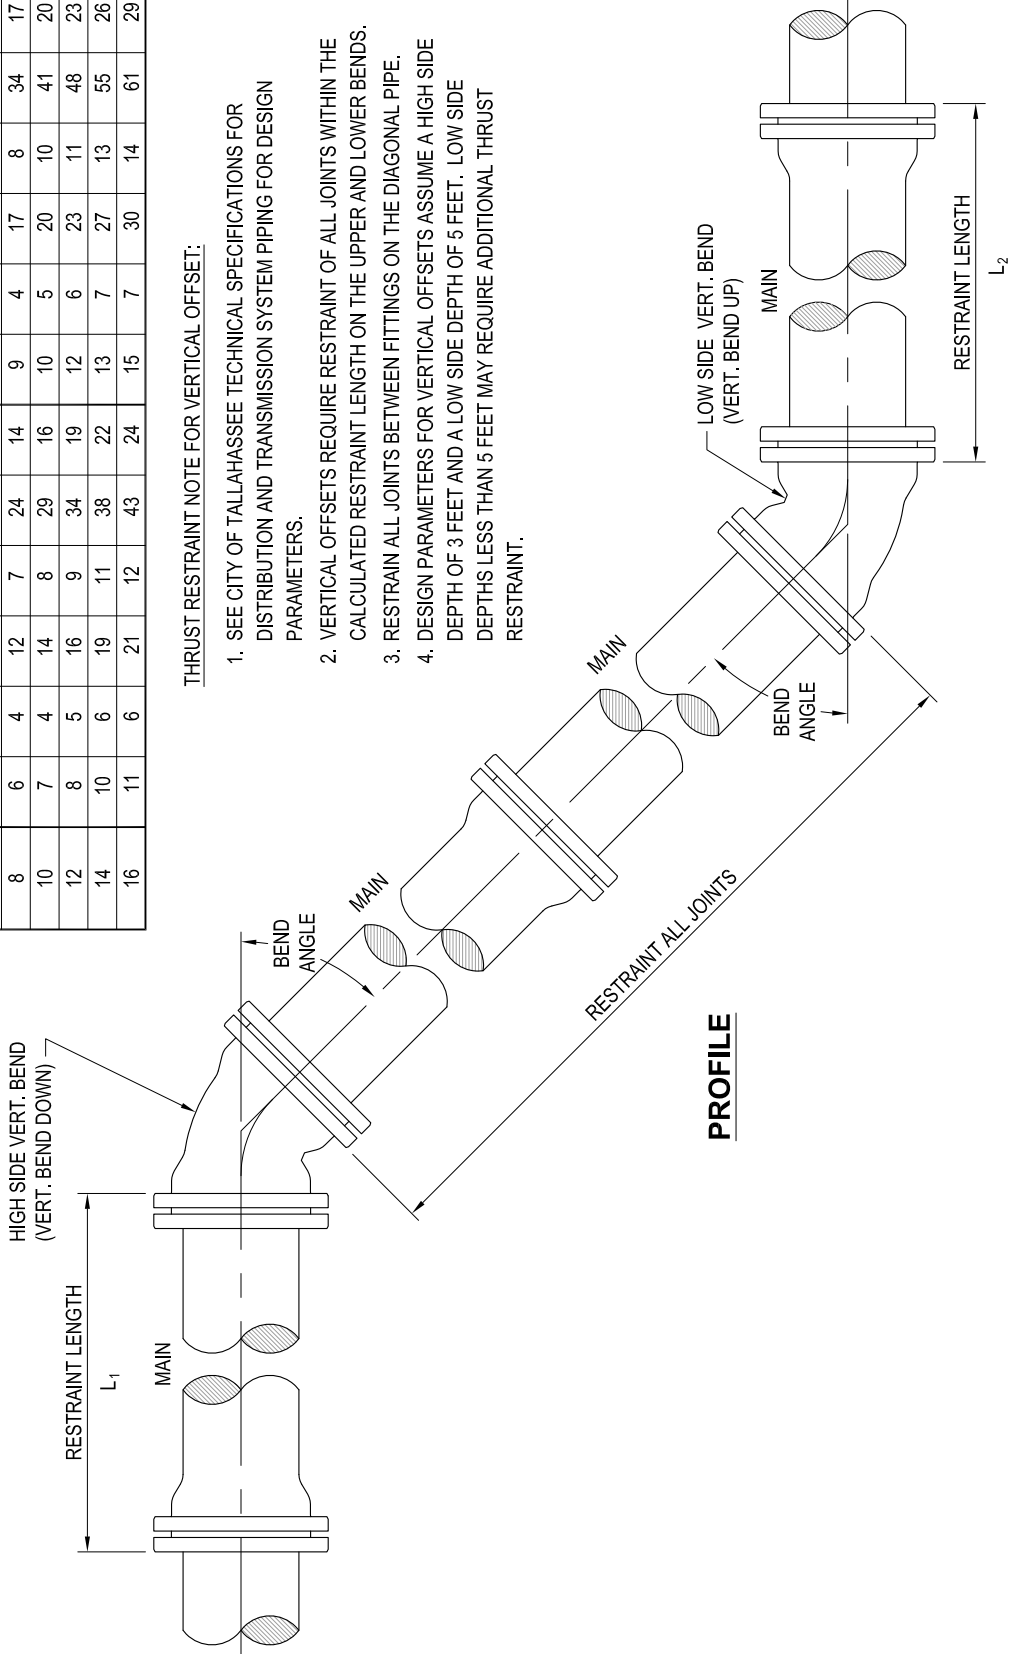 8 6 4 12 7 24 14 9 4 17 8 34 17
10 7 4 14 8 29 16 10 5 20 10 41 20
12 8 5 16 9 34 19 12 6 23 11 48 23
14 10 6 19 11 38 22 13 7 27 13 55 26
16 11 6 21 12 43 24 15 7 30 14 61 29
HIGH SIDE VERT. BEND
(VERT. BEND DOWN)
RESTRAINT LENGTH
L₁
MAIN
BEND
ANGLE
MAIN
THRUST RESTRAINT NOTE FOR VERTICAL OFFSET:
1. SEE CITY OF TALLAHASSEE TECHNICAL SPECIFICATIONS FOR
DISTRIBUTION AND TRANSMISSION SYSTEM PIPING FOR DESIGN
PARAMETERS.
2. VERTICAL OFFSETS REQUIRE RESTRAINT OF ALL JOINTS WITHIN THE
CALCULATED RESTRAINT LENGTH ON THE UPPER AND LOWER BENDS.
3. RESTRAIN ALL JOINTS BETWEEN FITTINGS ON THE DIAGONAL PIPE.
4. DESIGN PARAMETERS FOR VERTICAL OFFSETS ASSUME A HIGH SIDE
DEPTH OF 3 FEET AND A LOW SIDE DEPTH OF 5 FEET. LOW SIDE
DEPTHS LESS THAN 5 FEET MAY REQUIRE ADDITIONAL THRUST
RESTRAINT.
MAIN
RESTRAINT ALL JOINTS
BEND
ANGLE
LOW SIDE VERT. BEND
(VERT. BEND UP)
MAIN
RESTRAINT LENGTH
L₂
PROFILE